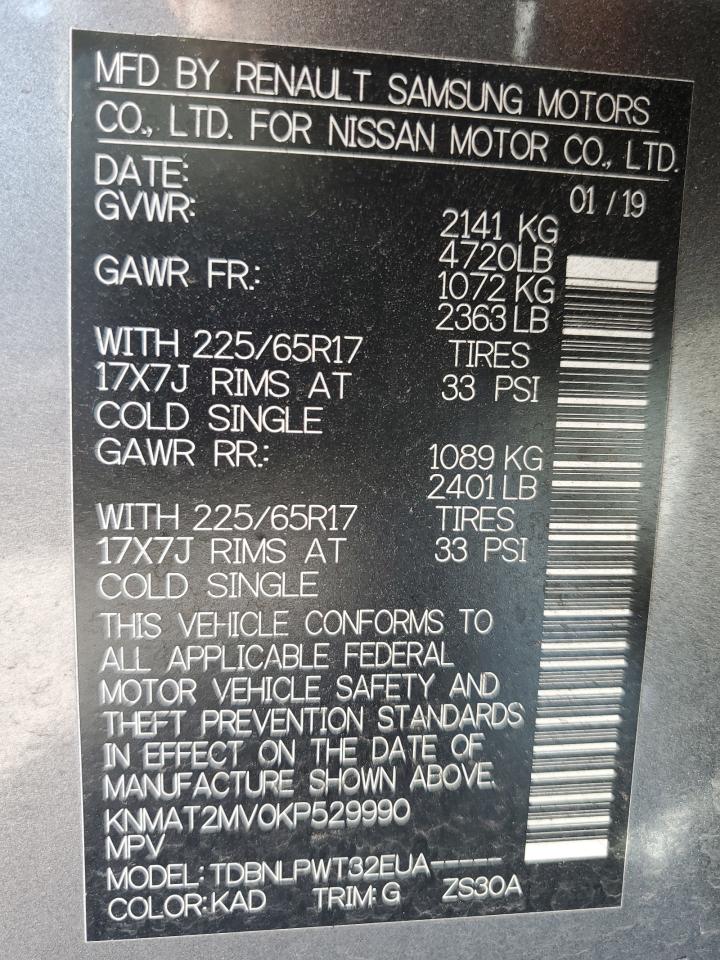 MFD BY RENAULT SAMSUNG MOTORS
CO., LTD. FOR NISSAN MOTOR CO., LTD.
DATE: 01 / 19
GVWR: 2141 KG
4720LB
GAWR FR.: 1072 KG
2363 LB
WITH 225/65R17 TIRES
17X7J RIMS AT 33 PSI
COLD SINGLE
GAWR RR.: 1089 KG
2401 LB
WITH 225/65R17 TIRES
17X7J RIMS AT 33 PSI
COLD SINGLE
THIS VEHICLE CONFORMS TO
ALL APPLICABLE FEDERAL
MOTOR VEHICLE SAFETY AND
THEFT PREVENTION STANDARDS
IN EFFECT ON THE DATE OF
MANUFACTURE SHOWN ABOVE.
KNMAT2MV0KP529990
MPV
MODEL: TDBNLPWT32EUA-----
COLOR: KAD TRIM: G ZS30A